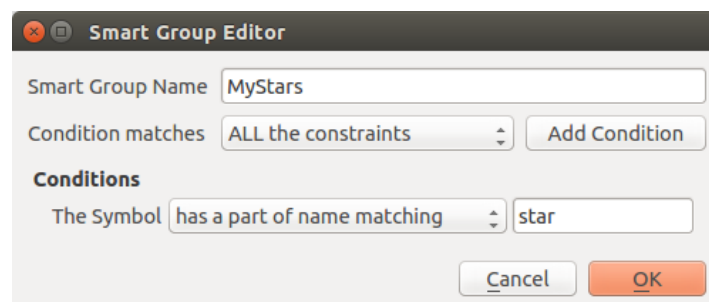 Smart Group Editor
Smart Group Name MyStars
Condition matches ALL the constraints Add Condition
Conditions
The Symbol has a part of name matching star
Cancel OK